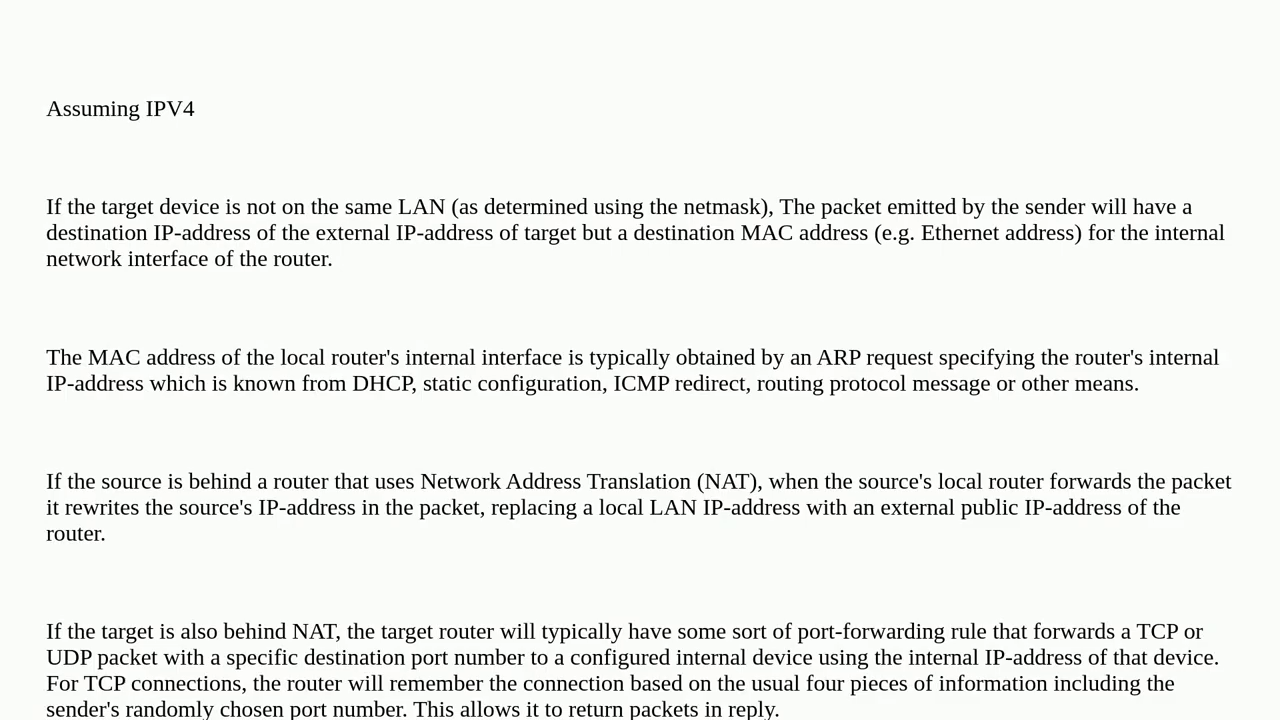 Assuming IPV4
If the target device is not on the same LAN (as determined using the netmask), The packet emitted by the sender will have a
destination IP-address of the external IP-address of target but a destination MAC address (e.g. Ethernet address) for the internal
network interface of the router.
The MAC address of the local router's internal interface is typically obtained by an ARP request specifying the router's internal
IP-address which is known from DHCP, static configuration, ICMP redirect, routing protocol message or other means.
If the source is behind a router that uses Network Address Translation (NAT), when the source's local router forwards the packet
it rewrites the source's IP-address in the packet, replacing a local LAN IP-address with an external public IP-address of the
router.
If the target is also behind NAT, the target router will typically have some sort of port-forwarding rule that forwards a TCP or
UDP packet with a specific destination port number to a configured internal device using the internal IP-address of that device.
For TCP connections, the router will remember the connection based on the usual four pieces of information including the
sender's randomly chosen port number. This allows it to return packets in reply.